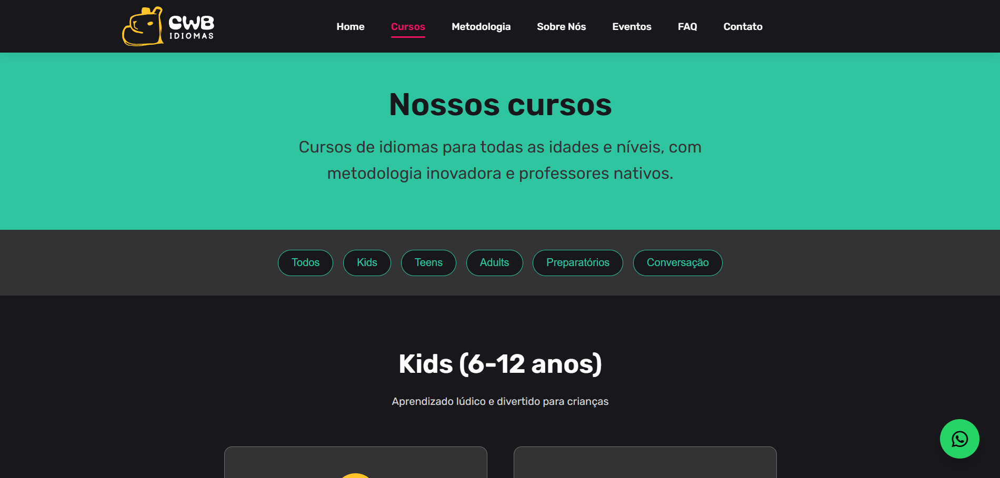 CWB
IDIOMAS
Home
Cursos
Metodologia
Sobre Nós
Eventos
FAQ
Contato
Nossos cursos
Cursos de idiomas para todas as idades e níveis, com
metodologia inovadora e professores nativos.
Todos
Kids
Teens
Adults
Preparatórios
Conversação
Kids (6-12 anos)
Aprendizado lúdico e divertido para crianças